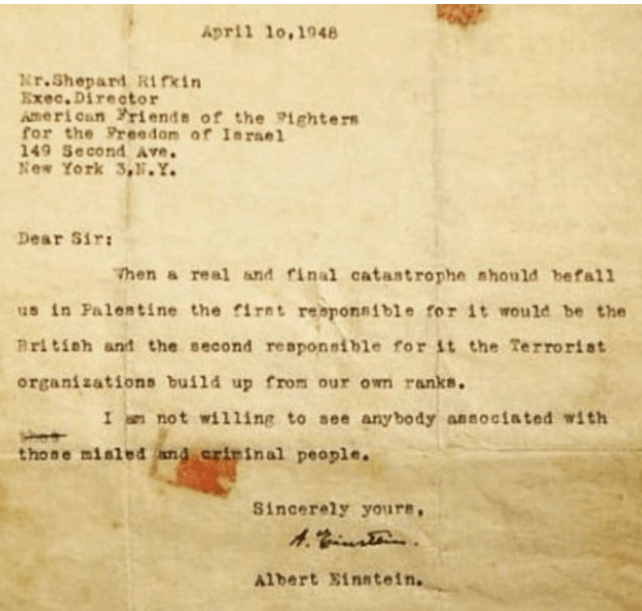 April 10,1948
Mr.Shepard Rifkin
Exec.Director
American Friends of the Fighters
for the Freedom of Israel
149 Second Ave.
New York 3,N.Y.
Dear Sir:
When a real and final catastrophe should befall
us in Palestine the first responsible for it would be the
British and the second responsible for it the Terrorist
organizations build up from our own ranks.
I am not willing to see anybody associated with
those misled and criminal people.
Sincerely yours,
A. Einstein.
Albert Einstein.